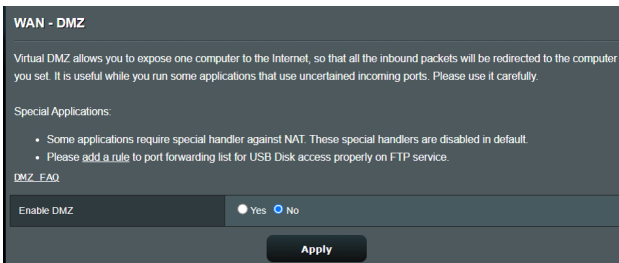 WAN - DMZ
Virtual DMZ allows you to expose one computer to the Internet, so that all the inbound packets will be redirected to the computer
you set. It is useful while you run some applications that use uncertained incoming ports. Please use it carefully.
Special Applications:
• Some applications require special handler against NAT. These special handlers are disabled in default.
• Please add a rule to port forwarding list for USB Disk access properly on FTP service.
DMZ FAQ
Enable DMZ Yes No
Apply